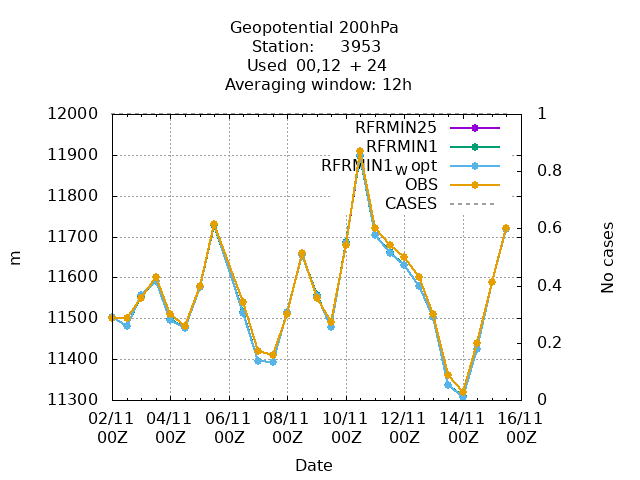 Geopotential 200hPa
Station: 3953
Used 00,12 + 24
Averaging window: 12h
12000 1
RFRMIN25
11900 RFRMIN1
RFRMIN1w opt 0.8
11800 OBS
CASES
11700 0.6
m No cases
11600 0.4
11500
0.2
11400
11300 0
02/11 04/11 06/11 08/11 10/11 12/11 14/11 16/11
00Z 00Z 00Z 00Z 00Z 00Z 00Z 00Z
Date